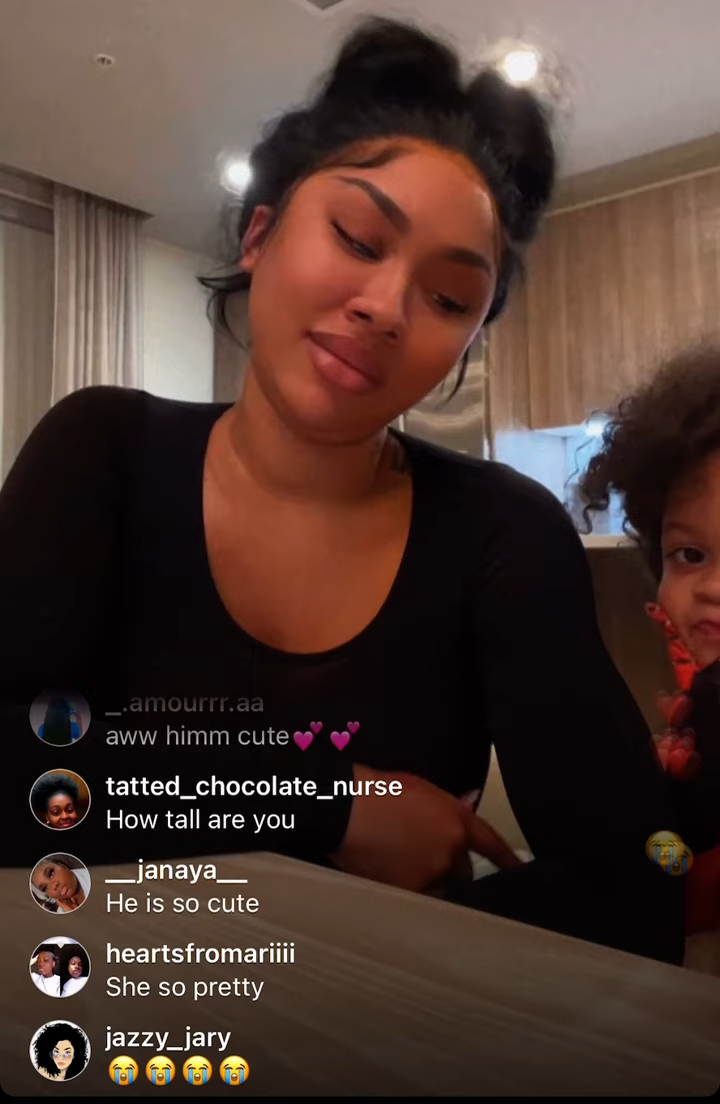 _.amourrr.aa
aww himm cute💕 💕
tatted_chocolate_nurse
How tall are you
__janaya__
He is so cute
heartsfromariiii
She so pretty
jazzy_jary
😭 😭 😭 😭